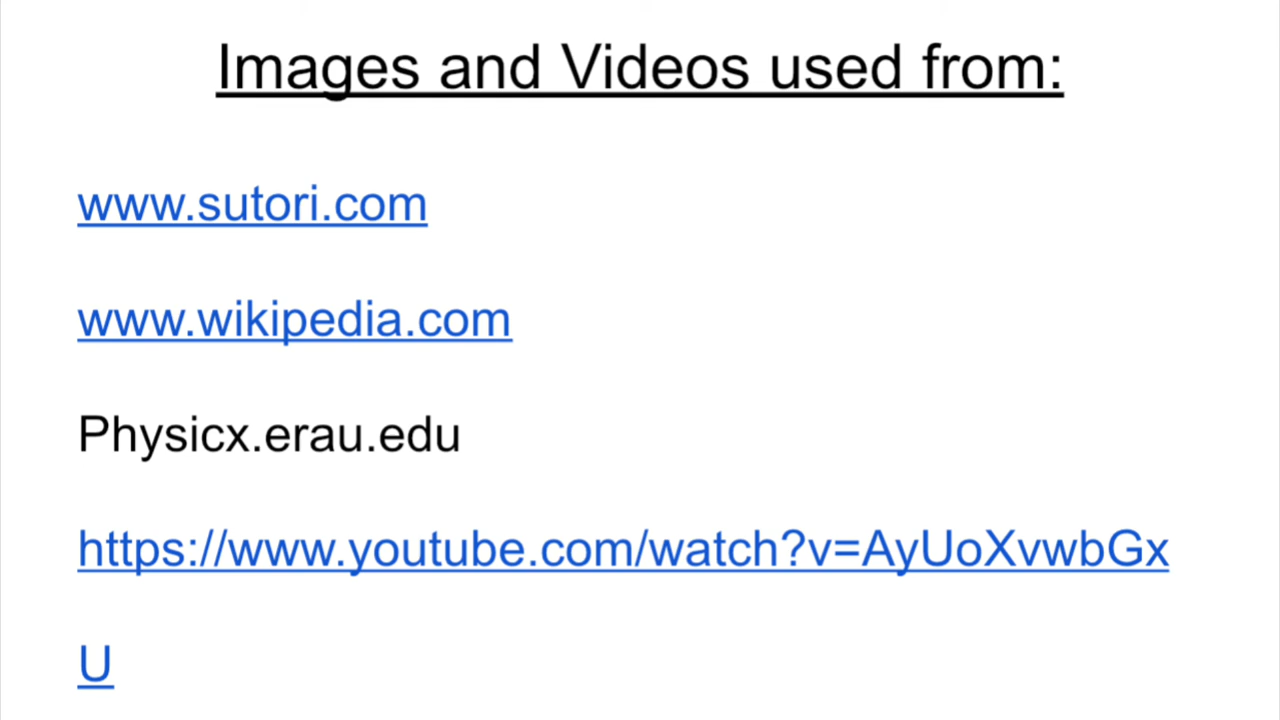 Images and Videos used from:
www.sutori.com
www.wikipedia.com
Physicx.erau.edu
https://www.youtube.com/watch?v=AyUoXvwbGx
U